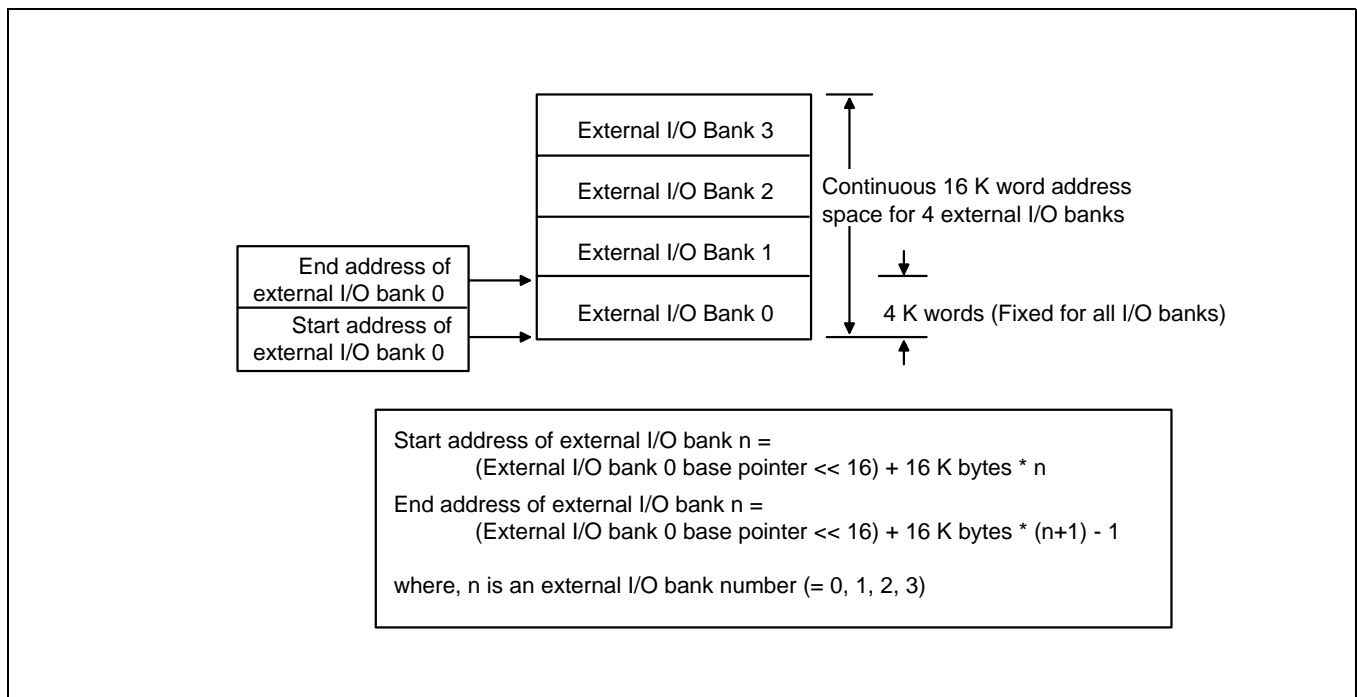 External I/O Bank 3
External I/O Bank 2
External I/O Bank 1
External I/O Bank 0
Continuous 16 K word address
space for 4 external I/O banks
4 K words (Fixed for all I/O banks)
End address of
external I/O bank 0
Start address of
external I/O bank 0
Start address of external I/O bank n =
(External I/O bank 0 base pointer << 16) + 16 K bytes * n
End address of external I/O bank n =
(External I/O bank 0 base pointer << 16) + 16 K bytes * (n+1) - 1
where, n is an external I/O bank number (= 0, 1, 2, 3)